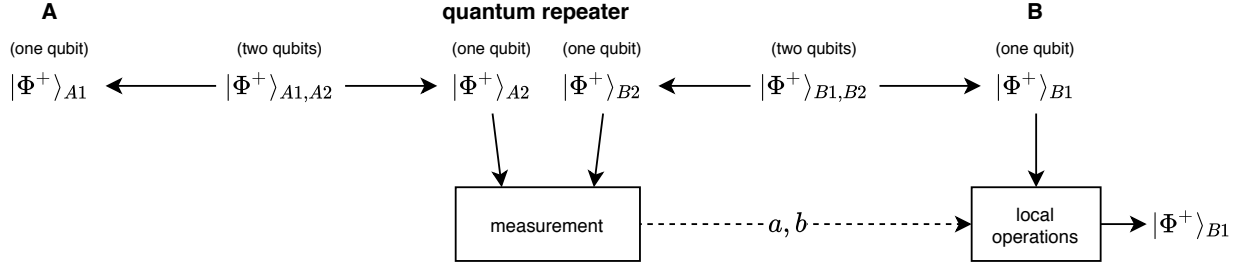 A
quantum repeater
B
(one qubit)
(two qubits)
(one qubit)
(one qubit)
(two qubits)
(one qubit)
|Φ⁺⟩_{A1}
|Φ⁺⟩_{A1,A2}
|Φ⁺⟩_{A2}
|Φ⁺⟩_{B2}
|Φ⁺⟩_{B1,B2}
|Φ⁺⟩_{B1}
measurement
a, b
local
operations
|Φ⁺⟩_{B1}